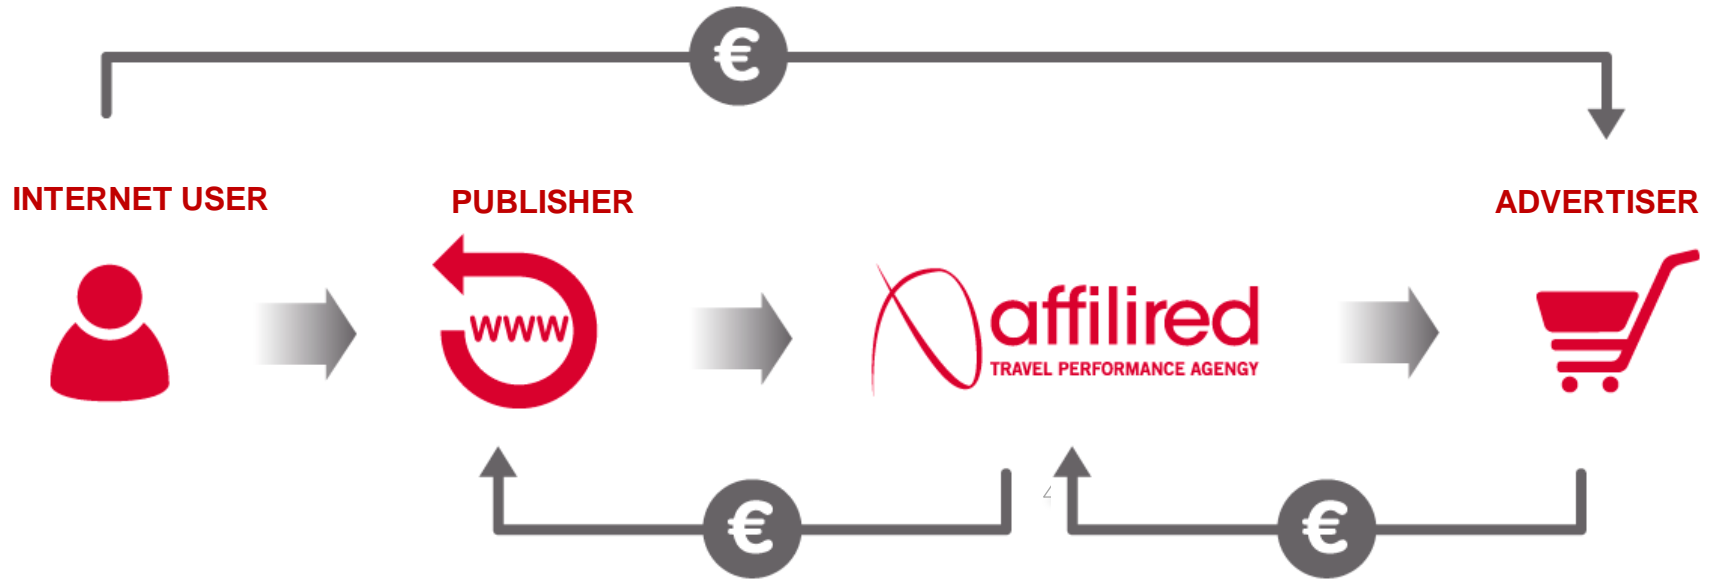 €
INTERNET USER
PUBLISHER
ADVERTISER
www
affilired
TRAVEL PERFORMANCE AGENGY
€
€